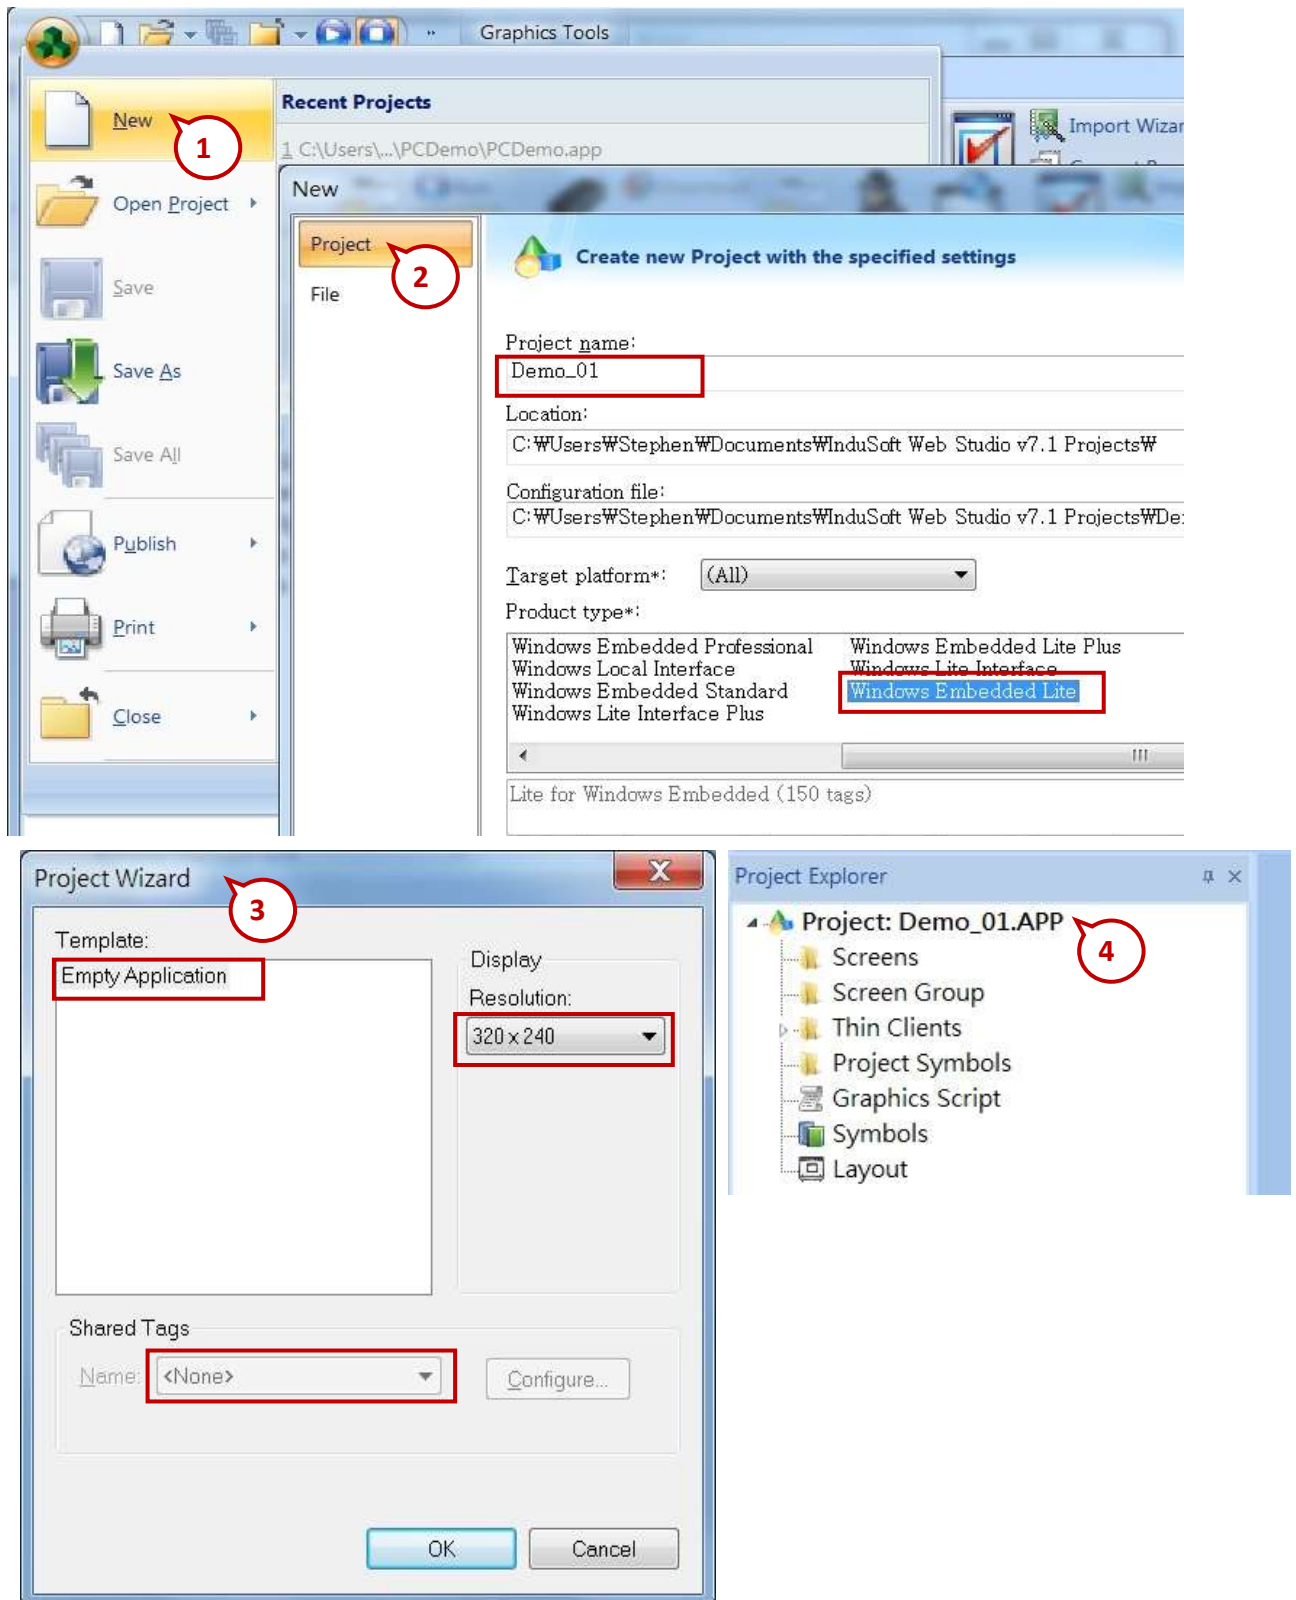 Graphics Tools
New
1
Recent Projects
1 C:\Users\...\PCDemo\PCDemo.app
Import Wizar
Open Project
Save
Save As
Save All
Publish
Print
Close
New
Project
2
File
Create new Project with the specified settings
Project name:
Demo_01
Location:
C:₩Users₩Stephen₩Documents₩InduSoft Web Studio v7.1 Projects₩
Configuration file:
C:₩Users₩Stephen₩Documents₩InduSoft Web Studio v7.1 Projects₩De
Target platform*: (All)
Product type*:
Windows Embedded Professional Windows Embedded Lite Plus
Windows Local Interface Windows Lite Interface
Windows Embedded Standard Windows Embedded Lite
Windows Lite Interface Plus
Lite for Windows Embedded (150 tags)
Project Wizard
3
Template:
Empty Application
Display
Resolution:
320 x 240
Shared Tags
Name: <None>
Configure...
OK Cancel
Project Explorer
Project: Demo_01.APP
4
Screens
Screen Group
Thin Clients
Project Symbols
Graphics Script
Symbols
Layout